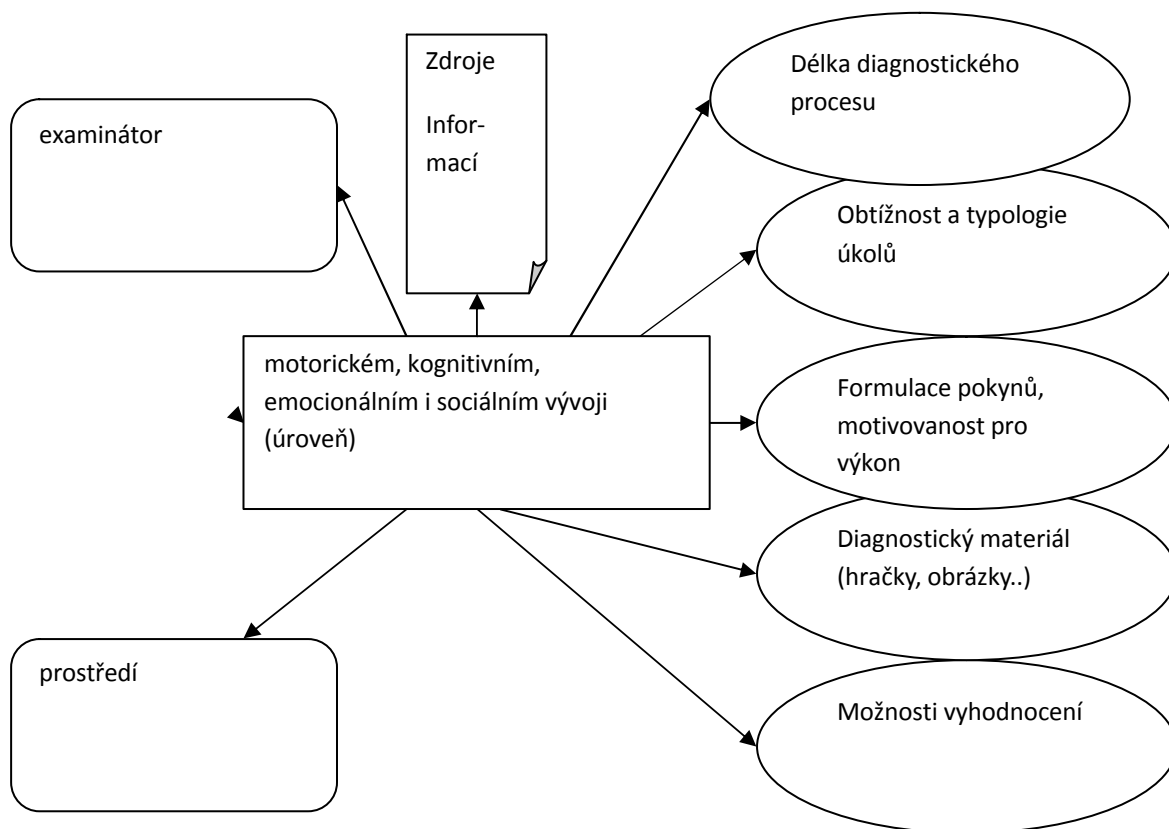 examinátor
Zdroje
Infor-
mací
Délka diagnostického
procesu
Obtížnost a typologie
úkolů
motorickém, kognitivním,
emocionálním i sociálním vývoji
(úroveň)
Formulace pokynů,
motivovanost pro
výkon
Diagnostický materiál
(hračky, obrázky..)
prostředí
Možnosti vyhodnocení